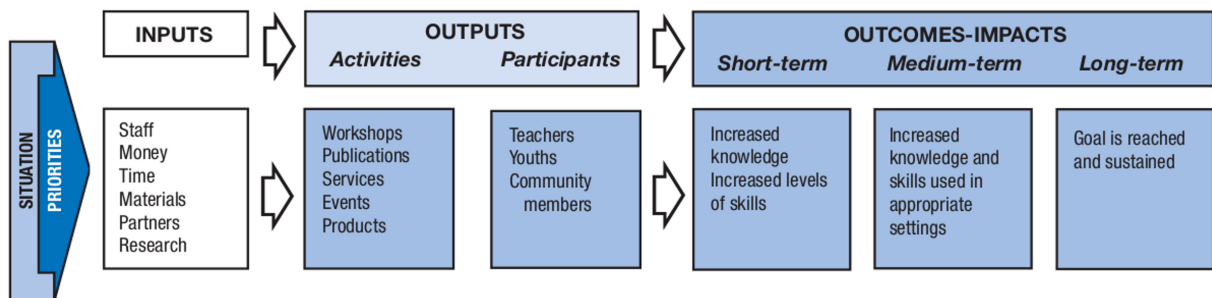 INPUTS
OUTPUTS
Activities Participants
OUTCOMES-IMPACTS
Short-term Medium-term Long-term
SITUATION
PRIORITIES
Staff
Money
Time
Materials
Partners
Research
Workshops
Publications
Services
Events
Products
Teachers
Youths
Community
members
Increased
knowledge
Increased levels
of skills
Increased
knowledge and
skills used in
appropriate
settings
Goal is reached
and sustained